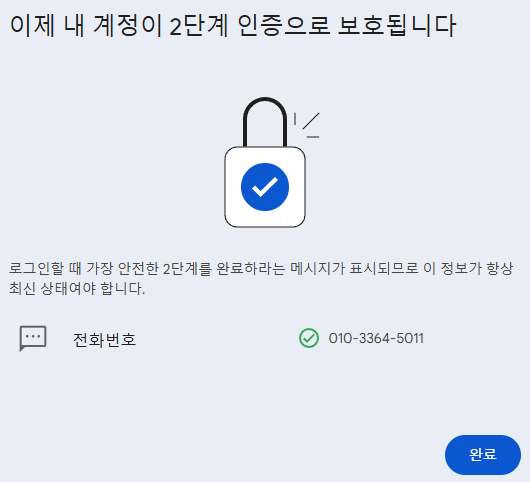 이제 내 계정이 2단계 인증으로 보호됩니다
로그인할 때 가장 안전한 2단계를 완료하라는 메시지가 표시되므로 이 정보가 항상
최신 상태여야 합니다.
전화번호
010-3364-5011
완료